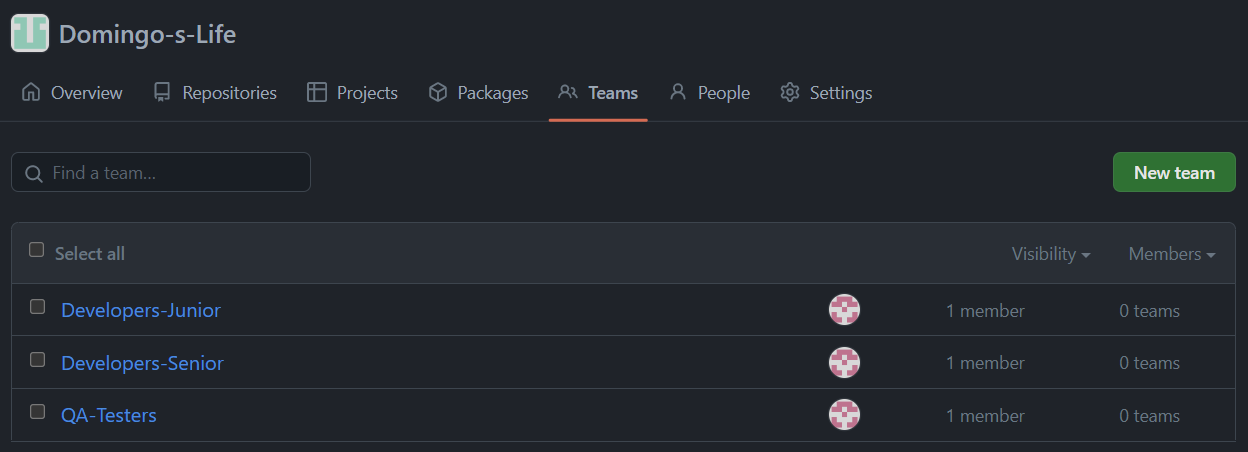 Domingo-s-Life
Overview Repositories Projects Packages Teams People Settings
Find a team... New team
Select all Visibility Members
Developers-Junior 1 member 0 teams
Developers-Senior 1 member 0 teams
QA-Testers 1 member 0 teams